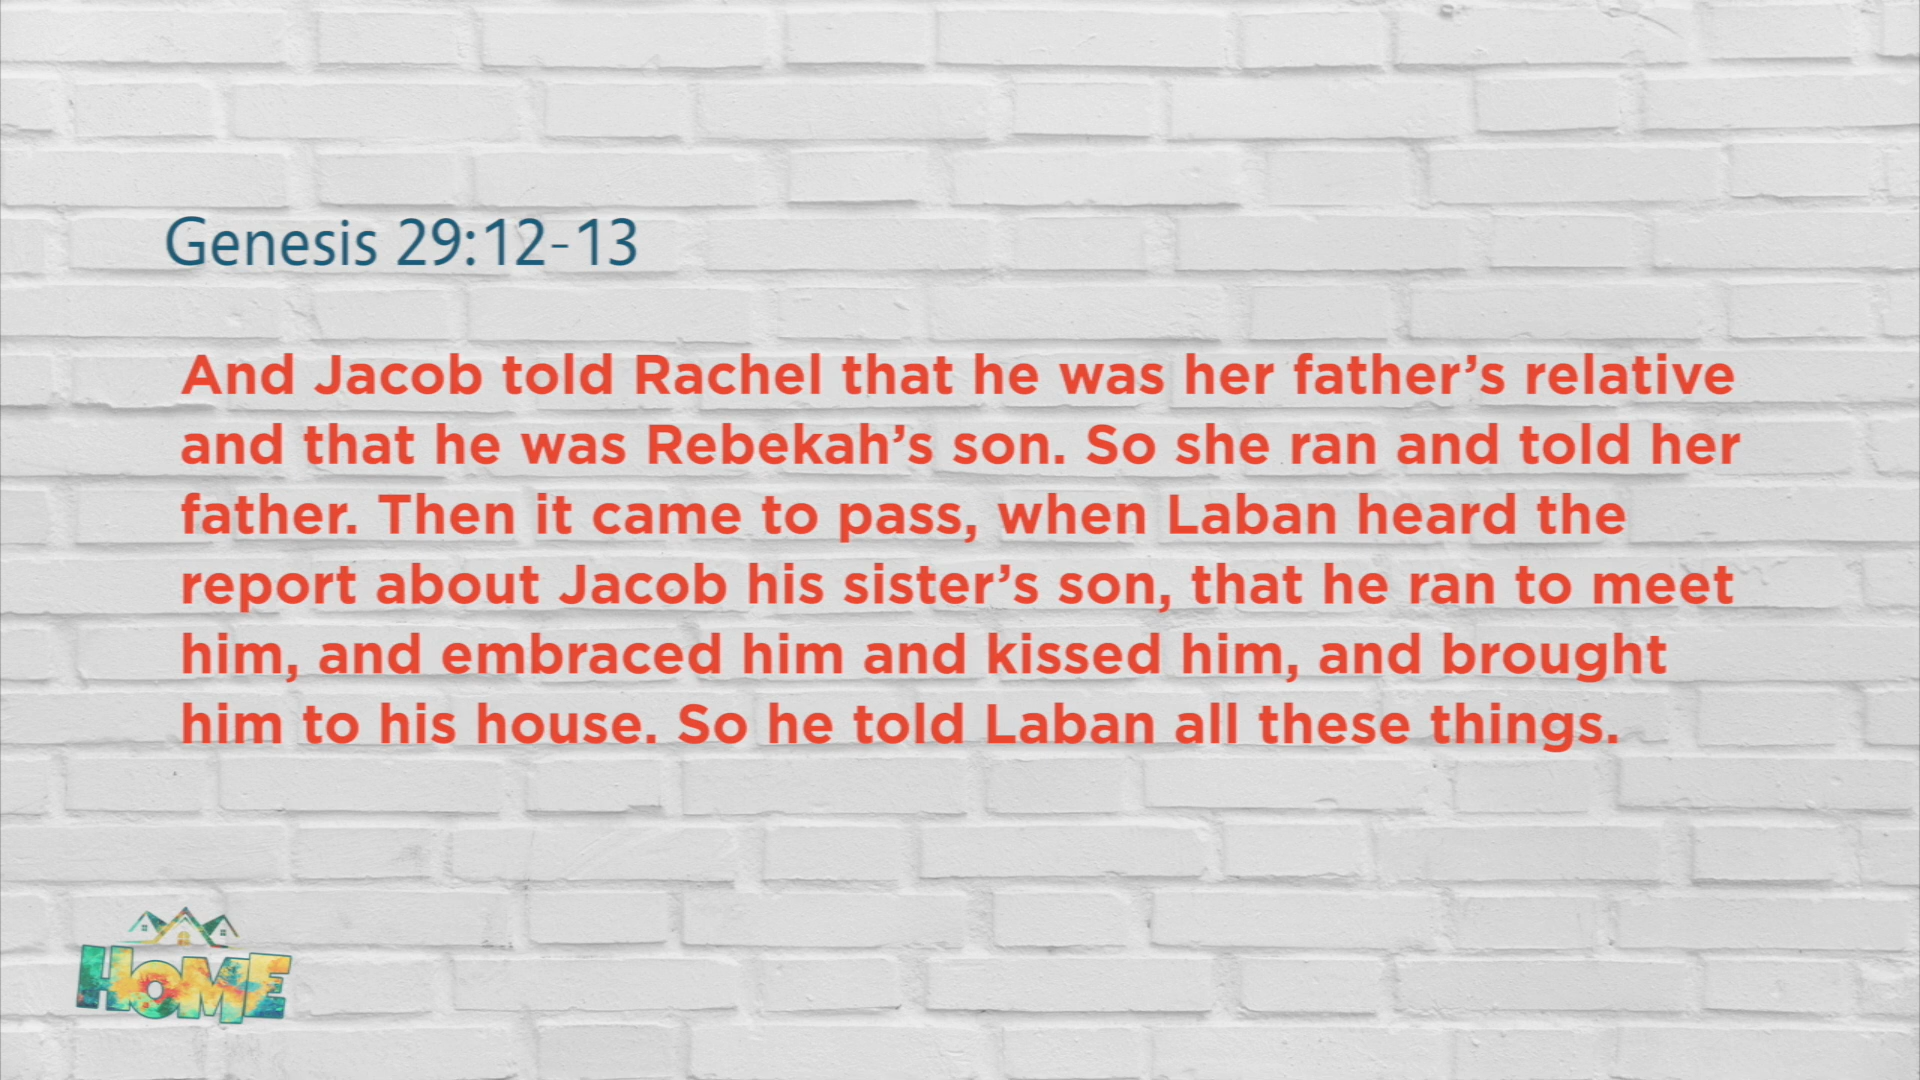 Genesis 29:12-13
And Jacob told Rachel that he was her father’s relative
and that he was Rebekah’s son. So she ran and told her
father. Then it came to pass, when Laban heard the
report about Jacob his sister’s son, that he ran to meet
him, and embraced him and kissed him, and brought
him to his house. So he told Laban all these things.
HOME